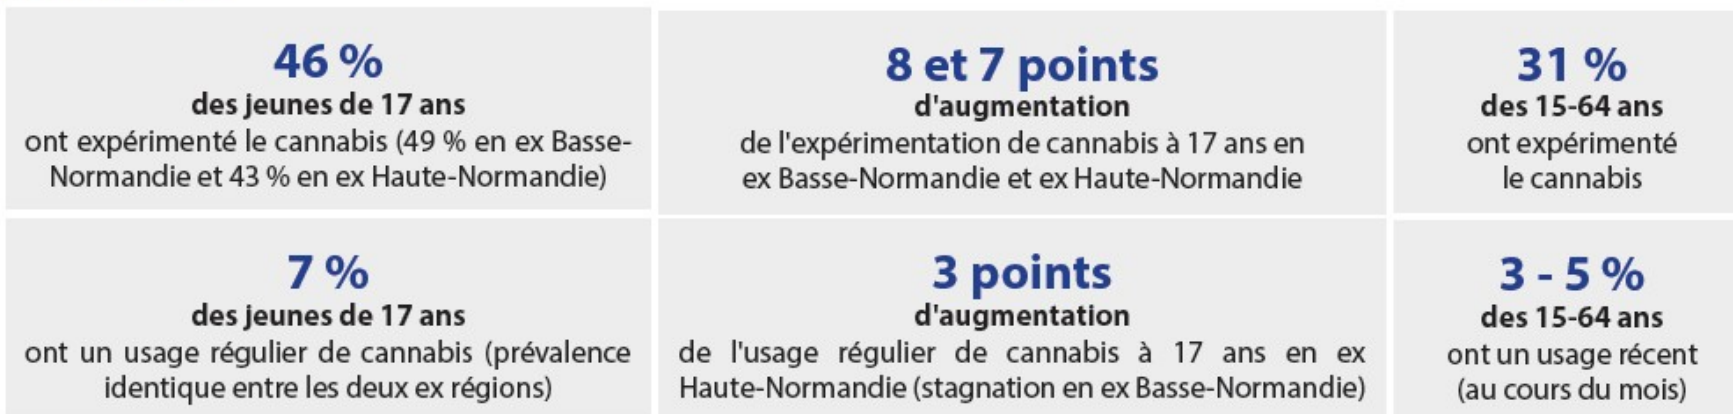 46 %
des jeunes de 17 ans
ont expérimenté le cannabis (49 % en ex Basse-
Normandie et 43 % en ex Haute-Normandie)
8 et 7 points
d'augmentation
de l'expérimentation de cannabis à 17 ans en
ex Basse-Normandie et ex Haute-Normandie
31 %
des 15-64 ans
ont expérimenté
le cannabis
7 %
des jeunes de 17 ans
ont un usage régulier de cannabis (prévalence
identique entre les deux ex régions)
3 points
d'augmentation
de l'usage régulier de cannabis à 17 ans en ex
Haute-Normandie (stagnation en ex Basse-Normandie)
3 - 5 %
des 15-64 ans
ont un usage récent
(au cours du mois)